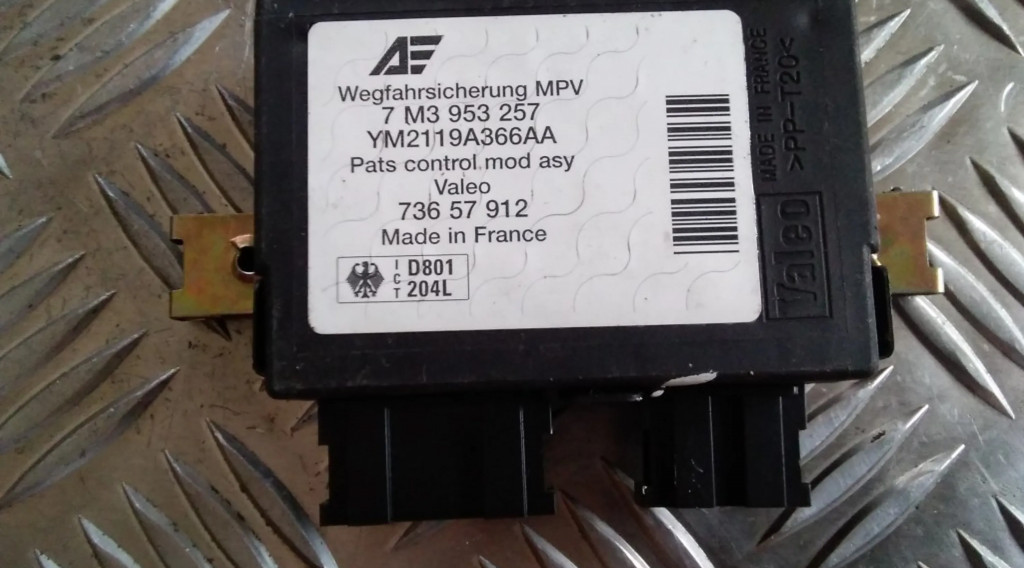 AE
Wegfahrsicherung MPV
7 M3 953 257
YM2119A366AA
Pats control mod asy
Valeo
736 57 912
Made in France
ICT D801
204L
MADE IN FRANCE
>PP-T20<
Valeo